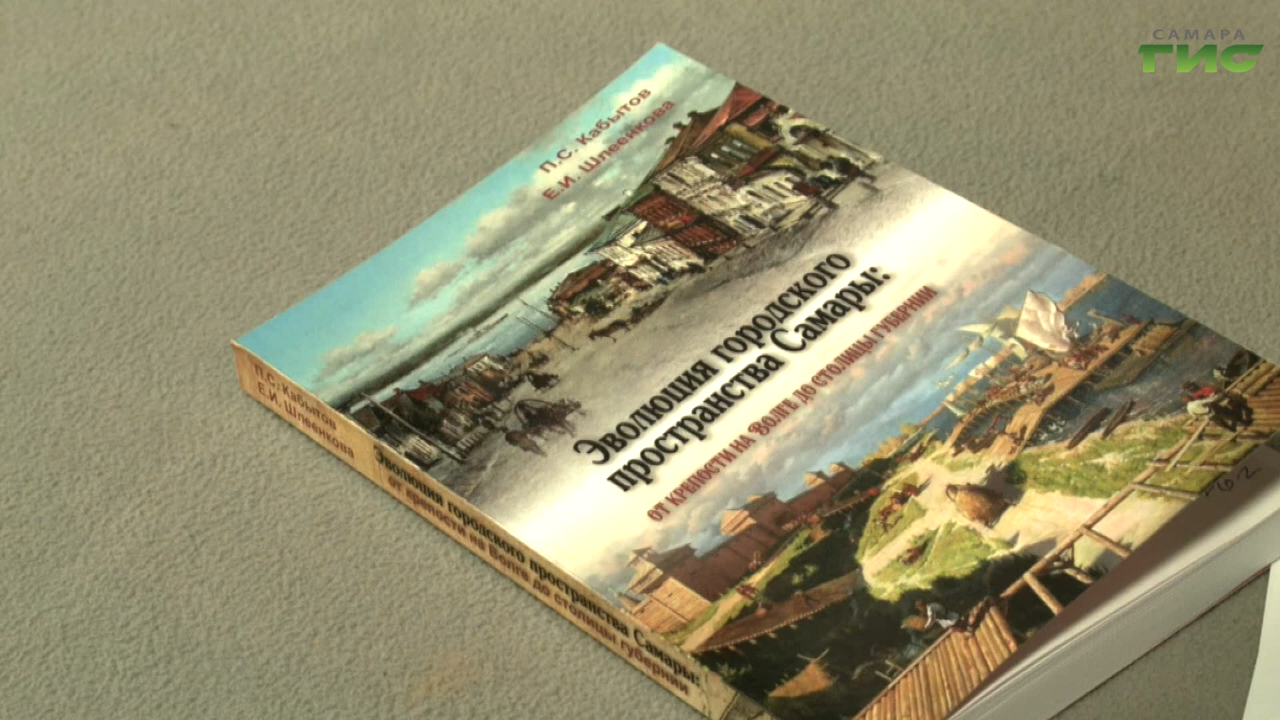 САМАРА
ГИС
П.С. Кабытов
Е.И. Шлеенкова
Эволюция городского
пространства Самары:
от крепости на Волге до столицы губернии
П.С. Кабытов
Е.И. Шлеенкова
Эволюция городского пространства Самары:
от крепости на Волге до столицы губернии